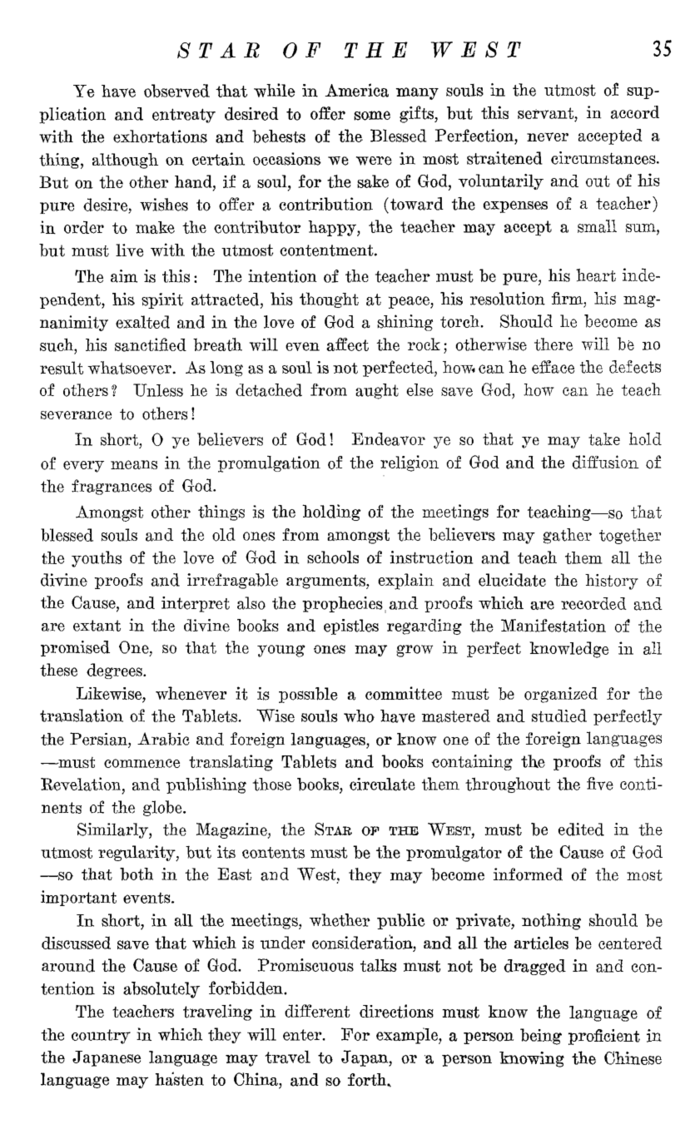 STAR OF THE WEST 35
Ye have observed that while in America many souls in the utmost of sup-
plication and entreaty desired to offer some gifts, but this servant, in accord
with the exhortations and behests of the Blessed Perfection, never accepted a
thing, although on certain occasions we were in most straitened circumstances.
But on the other hand, if a soul, for the sake of God, voluntarily and out of his
pure desire, wishes to offer a contribution (toward the expenses of a teacher)
in order to make the contributor happy, the teacher may accept a small sum,
but must live with the utmost contentment.
The aim is this: The intention of the teacher must be pure, his heart inde-
pendent, his spirit attracted, his thought at peace, his resolution firm, his mag-
nanimity exalted and in the love of God a shining torch. Should he become as
such, his sanctified breath will even affect the rock; otherwise there will be no
result whatsoever. As long as a soul is not perfected, how can he efface the defects
of others? Unless he is detached from aught else save God, how can he teach
severance to others!
In short, O ye believers of God! Endeavor ye so that ye may take hold
of every means in the promulgation of the religion of God and the diffusion of
the fragrances of God.
Amongst other things is the holding of the meetings for teaching—so that
blessed souls and the old ones from amongst the believers may gather together
the youths of the love of God in schools of instruction and teach them all the
divine proofs and irrefragable arguments, explain and elucidate the history of
the Cause, and interpret also the prophecies and proofs which are recorded and
are extant in the divine books and epistles regarding the Manifestation of the
promised One, so that the young ones may grow in perfect knowledge in all
these degrees.
Likewise, whenever it is possible a committee must be organized for the
translation of the Tablets. Wise souls who have mastered and studied perfectly
the Persian, Arabic and foreign languages, or know one of the foreign languages
—must commence translating Tablets and books containing the proofs of this
Revelation, and publishing those books, circulate them throughout the five conti-
nents of the globe.
Similarly, the Magazine, the STAR OF THE WEST, must be edited in the
utmost regularity, but its contents must be the promulgator of the Cause of God
—so that both in the East and West, they may become informed of the most
important events.
In short, in all the meetings, whether public or private, nothing should be
discussed save that which is under consideration, and all the articles be centered
around the Cause of God. Promiscuous talks must not be dragged in and con-
tention is absolutely forbidden.
The teachers traveling in different directions must know the language of
the country in which they will enter. For example, a person being proficient in
the Japanese language may travel to Japan, or a person knowing the Chinese
language may hasten to China, and so forth.